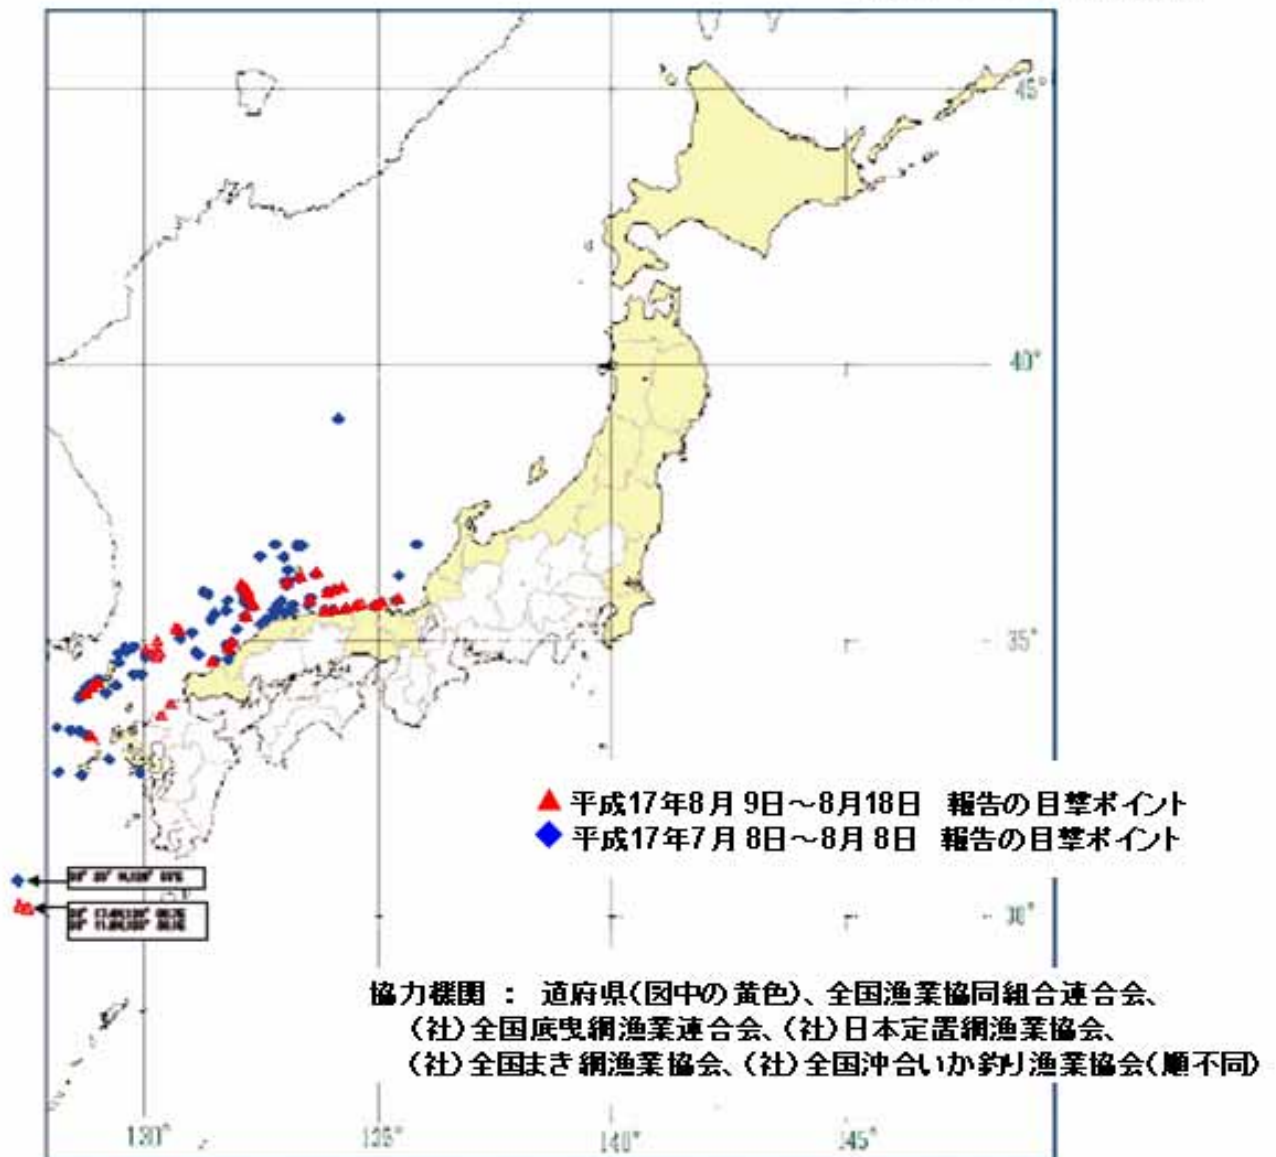 45°
40°
35°
30°
▲ 平成17年8月 9日～8月18日 報告の目撃ポイント
◆ 平成17年7月 8日～8月 8日 報告の目撃ポイント
協力機関 : 道府県(図中の黄色)、全国漁業協同組合連合会、
(社)全国底曳網漁業連合会、(社)日本定置網漁業協会、
(社)全国まき網漁業協会、(社)全国沖合いか釣り漁業協会(順不同)
130° 135° 140° 145°